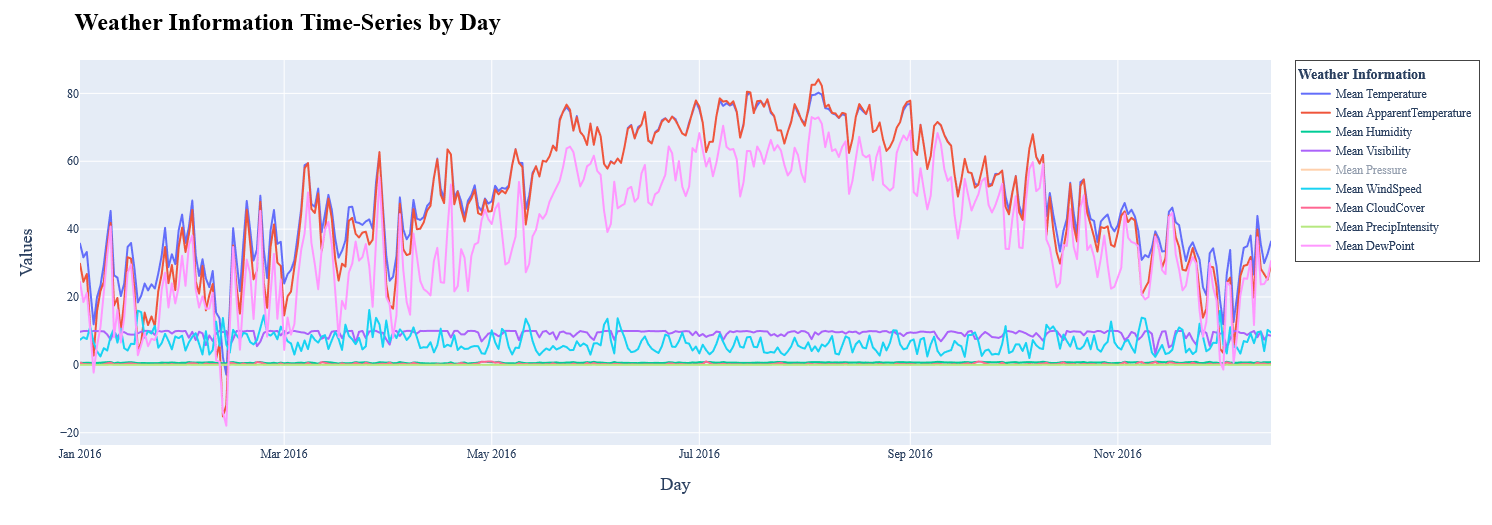 Weather Information Time-Series by Day
Values
80
60
40
20
0
−20
Jan 2016
Mar 2016
May 2016
Jul 2016
Sep 2016
Nov 2016
Day
Weather Information
Mean Temperature
Mean ApparentTemperature
Mean Humidity
Mean Visibility
Mean Pressure
Mean WindSpeed
Mean CloudCover
Mean PrecipIntensity
Mean DewPoint